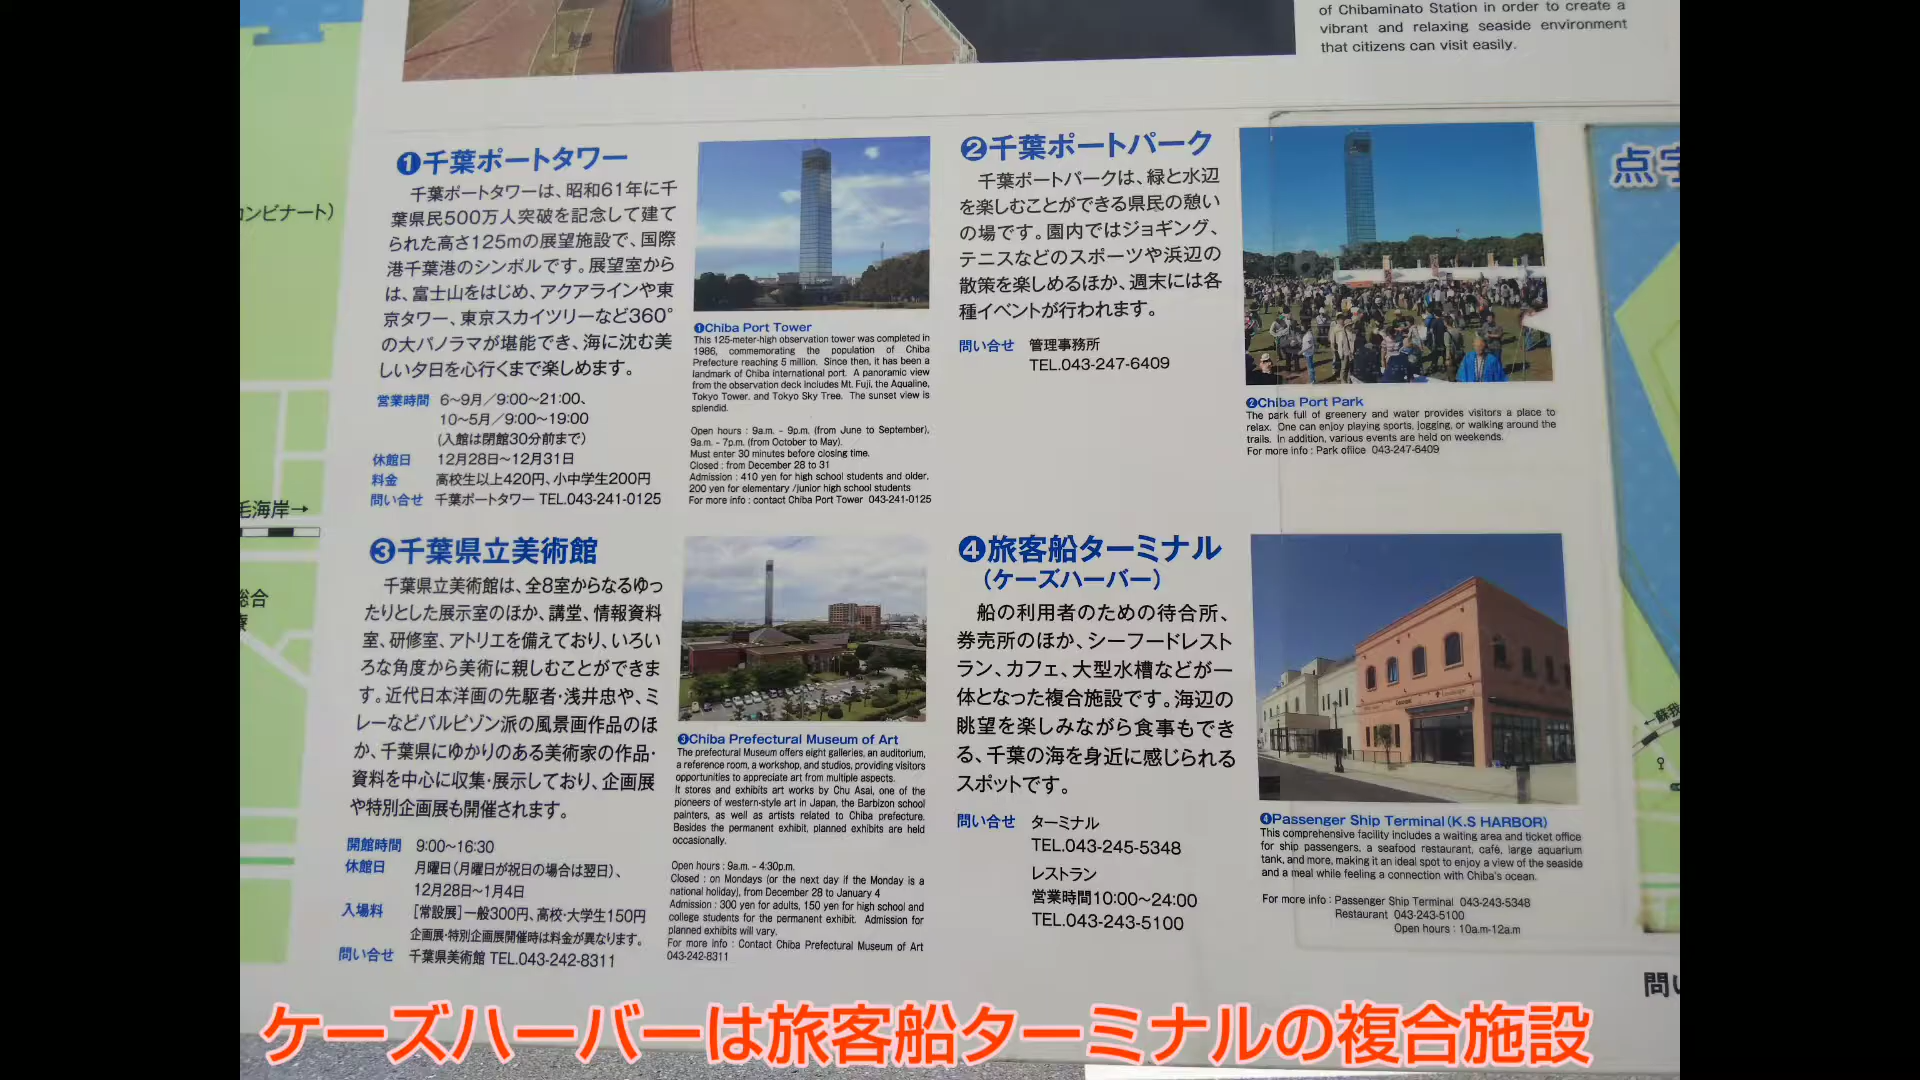 of Chibaminato Station in order to create a
vibrant and relaxing seaside environment
that citizens can visit easily.
コンビナート）
毛海岸→
総合
❶千葉ポートタワー
千葉ポートタワーは、昭和61年に千
葉県民500万人突破を記念して建て
られた高さ125mの展望施設で、国際
港千葉港のシンボルです。展望室から
は、富士山をはじめ、アクアラインや東
京タワー、東京スカイツリーなど360°
の大パノラマが堪能でき、海に沈む美
しい夕日を心行くまで楽しめます。
営業時間 6〜9月／9:00〜21:00、
10〜5月／9:00〜19:00
(入館は閉館30分前まで)
休館日 12月28日〜12月31日
料金 高校生以上420円、小中学生200円
問い合せ 千葉ポートタワー TEL.043-241-0125
❶Chiba Port Tower
This 125-meter-high observation tower was completed in
1986, commemorating the population of Chiba
Prefecture reaching 5 million. Since then, it has been a
landmark of Chiba international port. A panoramic view
from the observation deck includes Mt. Fuji, the Aqualine,
Tokyo Tower, and Tokyo Sky Tree. The sunset view is
splendid.
Open hours : 9a.m. - 9p.m. (from June to September),
9a.m. - 7p.m. (from October to May).
Must enter 30 minutes before closing time.
Closed : from December 28 to 31
Admission : 410 yen for high school students and older,
200 yen for elementary /junior high school students
For more info : contact Chiba Port Tower 043-241-0125
❷千葉ポートパーク
千葉ポートパークは、緑と水辺
を楽しむことができる県民の憩い
の場です。園内ではジョギング、
テニスなどのスポーツや浜辺の
散策を楽しめるほか、週末には各
種イベントが行われます。
問い合せ 管理事務所
TEL.043-247-6409
❷Chiba Port Park
The park full of greenery and water provides visitors a place to
relax. One can enjoy playing sports, jogging, or walking around the
trails. In addition, various events are held on weekends.
For more info : Park office 043-247-6409
❸千葉県立美術館
千葉県立美術館は、全8室からなるゆっ
たりとした展示室のほか、講堂、情報資料
室、研修室、アトリエを備えており、いろい
ろな角度から美術に親しむことができま
す。近代日本洋画の先駆者・浅井忠や、ミ
レーなどバルビゾン派の風景画作品のほ
か、千葉県にゆかりのある美術家の作品・
資料を中心に収集・展示しており、企画展
や特別企画展も開催されます。
開館時間 9:00〜16:30
休館日 月曜日(月曜日が祝日の場合は翌日)、
12月28日〜1月4日
入場料 [常設展]一般300円、高校・大学生150円
企画展・特別企画展開催時は料金が異なります。
問い合せ 千葉県美術館 TEL.043-242-8311
❸Chiba Prefectural Museum of Art
The prefectural Museum offers eight galleries, an auditorium,
a reference room, a workshop, and studios, providing visitors
opportunities to appreciate art from multiple aspects.
It stores and exhibits art works by Chu Asai, one of the
pioneers of western-style art in Japan, the Barbizon school
painters, as well as artists related to Chiba prefecture.
Besides the permanent exhibit, planned exhibits are held
occasionally.
Open hours : 9a.m. - 4:30p.m.
Closed : on Mondays (or the next day if the Monday is a
national holiday), from December 28 to January 4
Admission : 300 yen for adults, 150 yen for high school and
college students for the permanent exhibit. Admission for
planned exhibits will vary.
For more info : Contact Chiba Prefectural Museum of Art
043-242-8311
❹旅客船ターミナル
(ケーズハーバー)
船の利用者のための待合所、
券売所のほか、シーフードレスト
ラン、カフェ、大型水槽などが一
体となった複合施設です。海辺の
眺望を楽しみながら食事もでき
る、千葉の海を身近に感じられる
スポットです。
問い合せ ターミナル
TEL.043-245-5348
レストラン
営業時間10:00〜24:00
TEL.043-243-5100
❹Passenger Ship Terminal(K.S HARBOR)
This comprehensive facility includes a waiting area and ticket office
for ship passengers, a seafood restaurant, café, large aquarium
tank, and more, making it an ideal spot to enjoy a view of the seaside
and a meal while feeling a connection with Chiba's ocean.
For more info : Passenger Ship Terminal 043-243-5348
Restaurant 043-243-5100
Open hours : 10a.m-12a.m
点字
←蘇我
問い
ケーズハーバーは旅客船ターミナルの複合施設